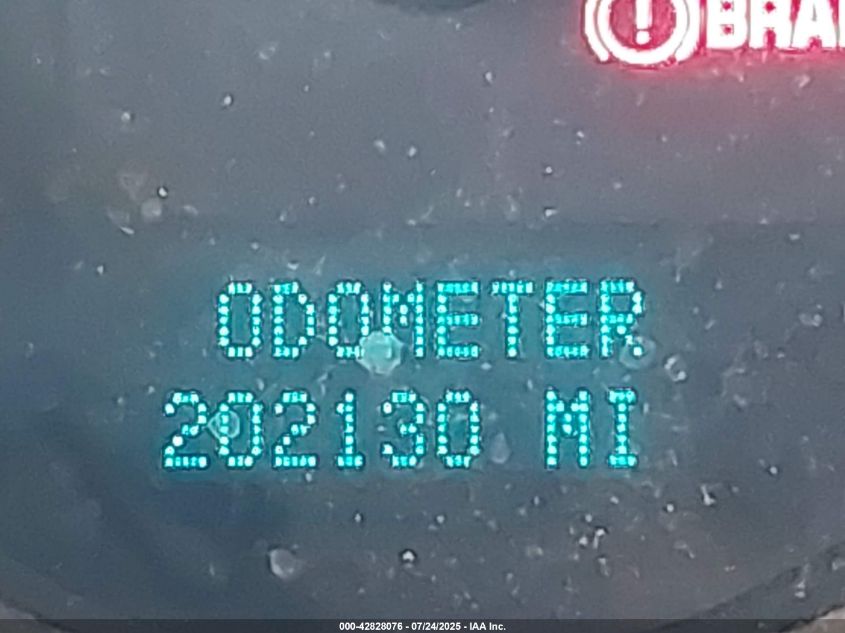 BRA
ODOMETER
202130 MI
000-42828076 - 07/24/2025 - IAA Inc.